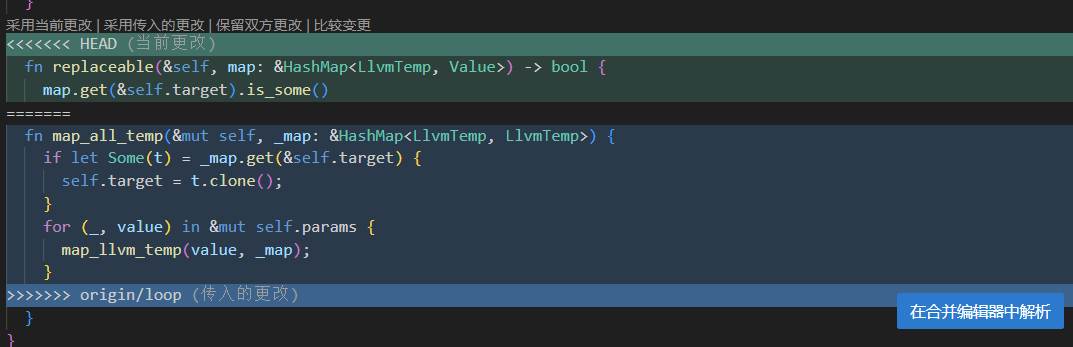 }
采用当前更改 | 采用传入的更改 | 保留双方更改 | 比较变更
<<<<<<< HEAD (当前更改)
  fn replaceable(&self, map: &HashMap<LlvmTemp, Value>) -> bool {
    map.get(&self.target).is_some()
=======
  fn map_all_temp(&mut self, _map: &HashMap<LlvmTemp, LlvmTemp>) {
    if let Some(t) = _map.get(&self.target) {
      self.target = t.clone();
    }
    for (_, value) in &mut self.params {
      map_llvm_temp(value, _map);
    }
>>>>>>> origin/loop (传入的更改)
在合并编辑器中解析
  }
}